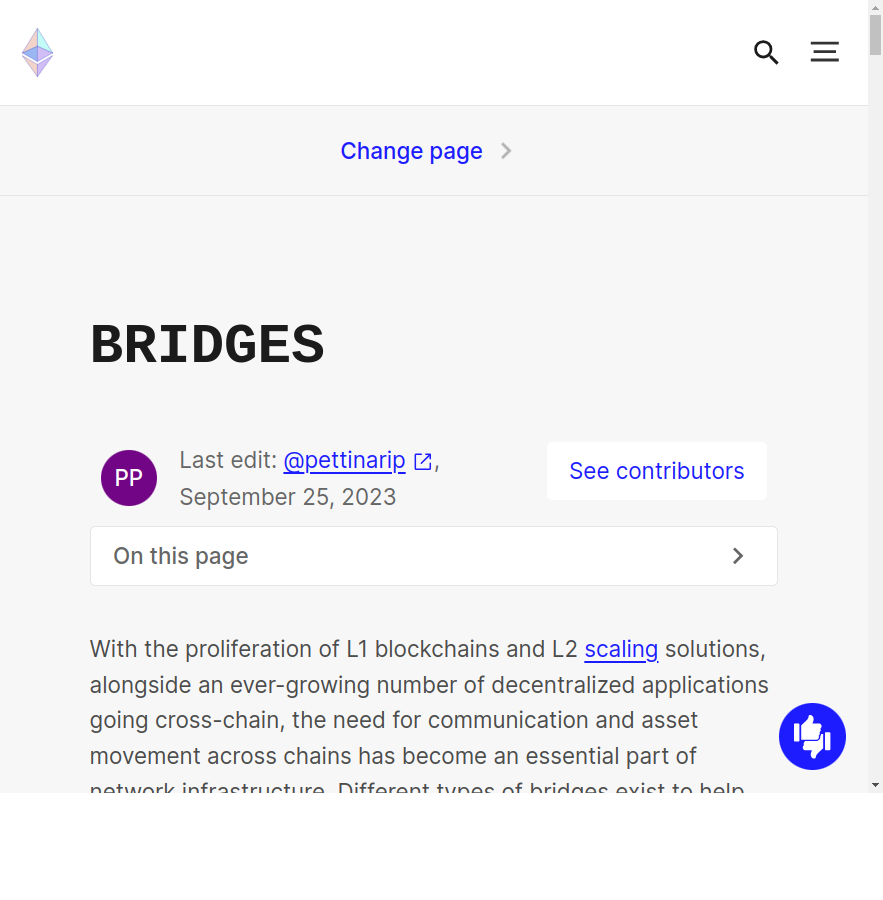 Change page
BRIDGES
PP
Last edit: @pettinarip,
September 25, 2023
See contributors
On this page
With the proliferation of L1 blockchains and L2 scaling solutions,
alongside an ever-growing number of decentralized applications
going cross-chain, the need for communication and asset
movement across chains has become an essential part of
network infrastructure. Different types of bridges exist to help